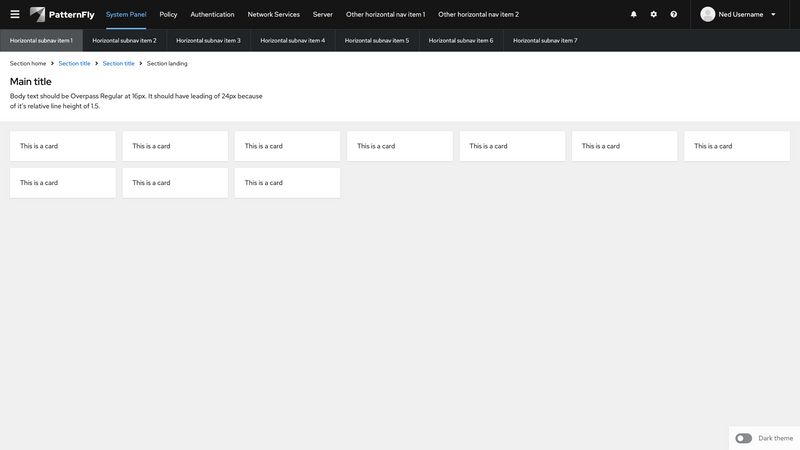 PatternFly
System Panel Policy Authentication Network Services Server Other horizontal nav item 1 Other horizontal nav item 2
Ned Username
Horizontal subnav item 1 Horizontal subnav item 2 Horizontal subnav item 3 Horizontal subnav item 4 Horizontal subnav item 5 Horizontal subnav item 6 Horizontal subnav item 7
Section home Section title Section title Section landing
Main title
Body text should be Overpass Regular at 16px. It should have leading of 24px because
of it's relative line height of 1.5.
This is a card This is a card This is a card This is a card This is a card This is a card This is a card
This is a card This is a card This is a card
Dark theme